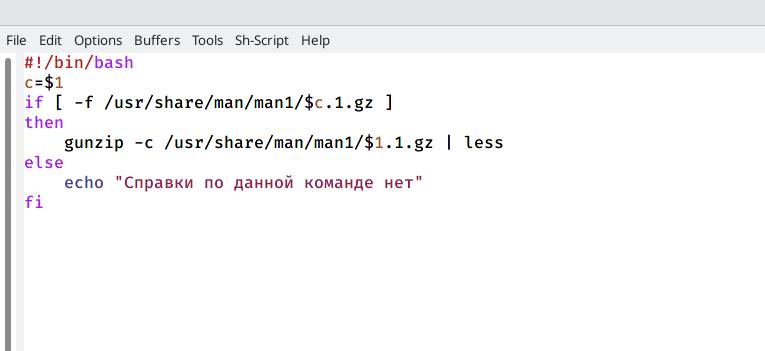 File Edit Options Buffers Tools Sh-Script Help
#!/bin/bash
c=$1
if [ -f /usr/share/man/man1/$c.1.gz ]
then
    gunzip -c /usr/share/man/man1/$1.1.gz | less
else
    echo "Справки по данной команде нет"
fi